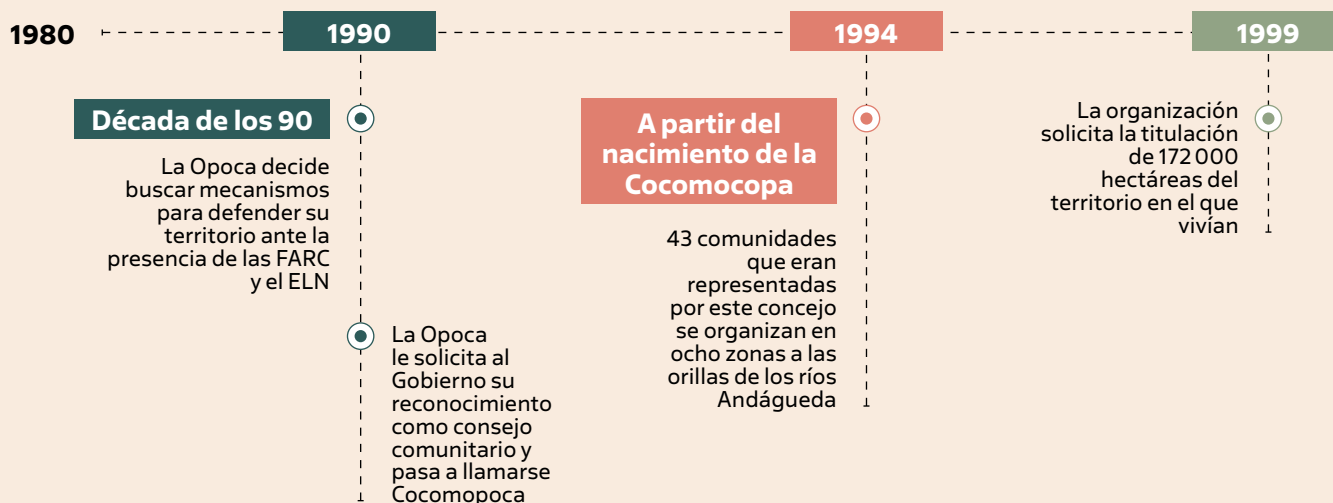 1980
1990
1994
1999
Década de los 90
La Opoca decide
buscar mecanismos
para defender su
territorio ante la
presencia de las FARC
y el ELN
La Opoca
le solicita al
Gobierno su
reconocimiento
como consejo
comunitario y
pasa a llamarse
Cocomopoca
A partir del
nacimiento de la
Cocomocopa
43 comunidades
que eran
representadas
por este concejo
se organizan en
ocho zonas a las
orillas de los ríos
Andágueda
La organización
solicita la titulación
de 172 000
hectáreas del
territorio en el que
vivían